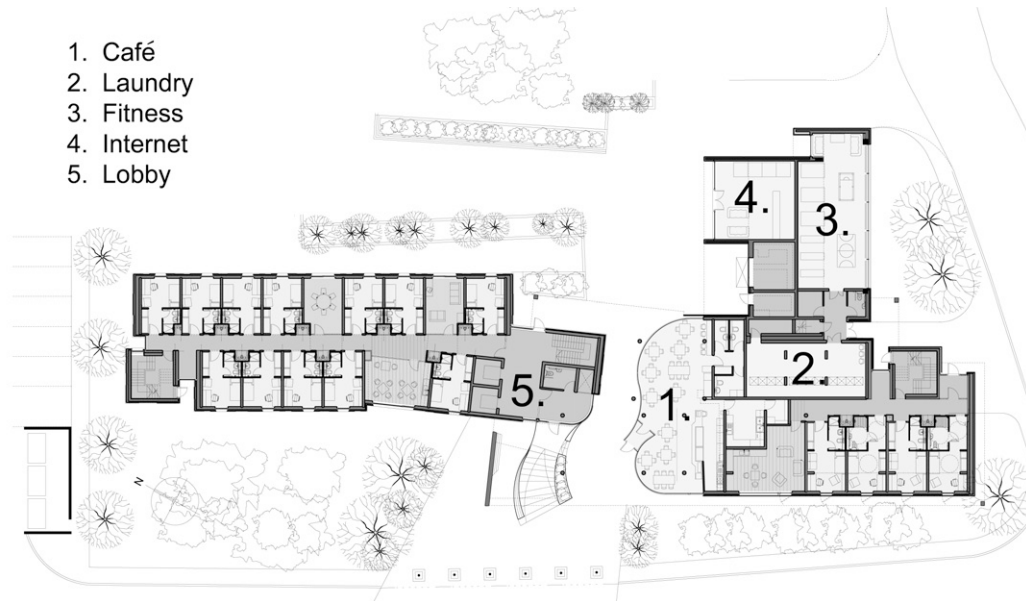 1. Café
2. Laundry
3. Fitness
4. Internet
5. Lobby
4.
3.
2.
1.
5.
N